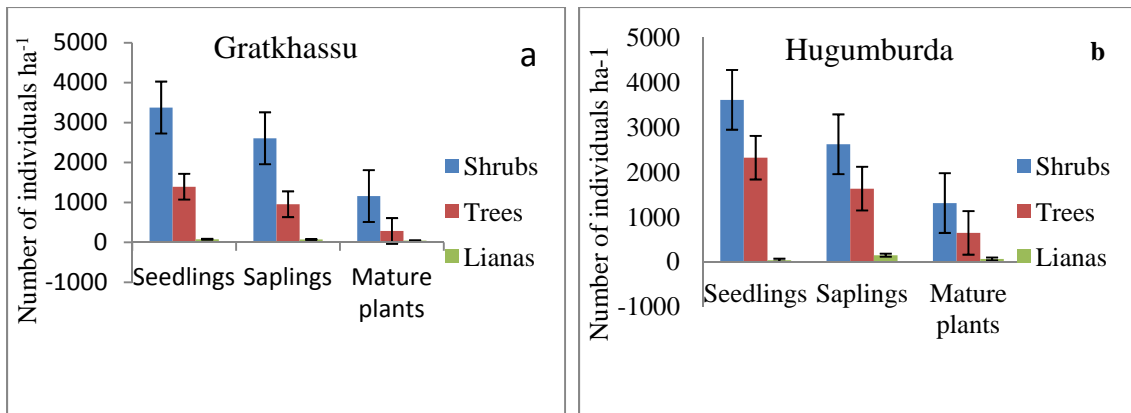 Gratkhassu
a
Number of individuals ha-1
5000
4000
3000
2000
1000
0
-1000
Seedlings
Saplings
Mature
plants
Shrubs
Trees
Lianas
Hugumburda
b
Number of individuals ha-1
5000
4000
3000
2000
1000
0
-1000
Seedlings
Saplings
Mature
plants
Shrubs
Trees
Lianas